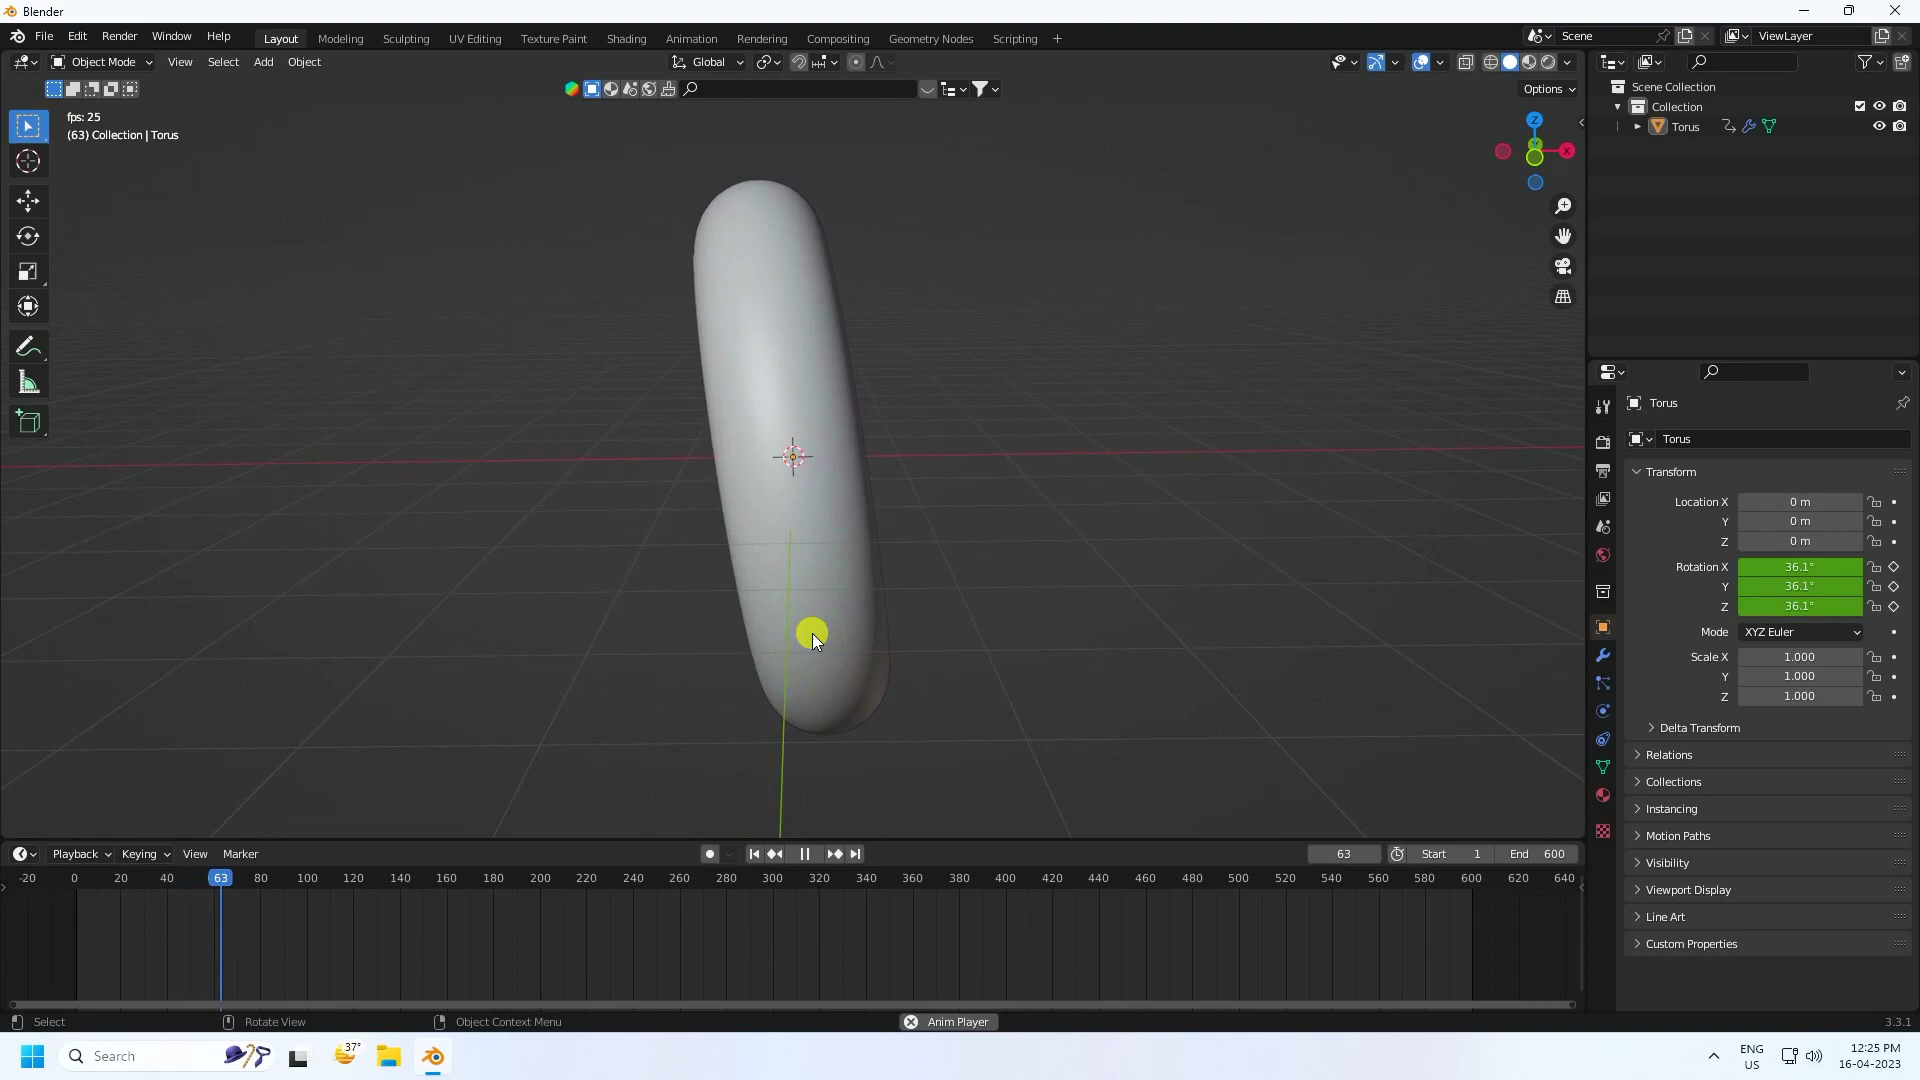 Blender
File Edit Render Window Help
Layout Modeling Sculpting UV Editing Texture Paint Shading Animation Rendering Compositing Geometry Nodes Scripting +
Scene
ViewLayer
Object Mode View Select Add Object
Global
Options
fps: 25
(63) Collection | Torus
Z
X
Scene Collection
Collection
Torus
Torus
Torus
Transform
Location X 0 m
Y 0 m
Z 0 m
Rotation X 36.1°
Y 36.1°
Z 36.1°
Mode XYZ Euler
Scale X 1.000
Y 1.000
Z 1.000
Delta Transform
Relations
Collections
Instancing
Motion Paths
Visibility
Viewport Display
Line Art
Custom Properties
Playback Keying View Marker
63 Start 1 End 600
-20 0 20 40 63 80 100 120 140 160 180 200 220 240 260 280 300 320 340 360 380 400 420 440 460 480 500 520 540 560 580 600 620 640
Select Rotate View Object Context Menu Anim Player 3.3.1
Search
37°
ENG
US
12:25 PM
16-04-2023